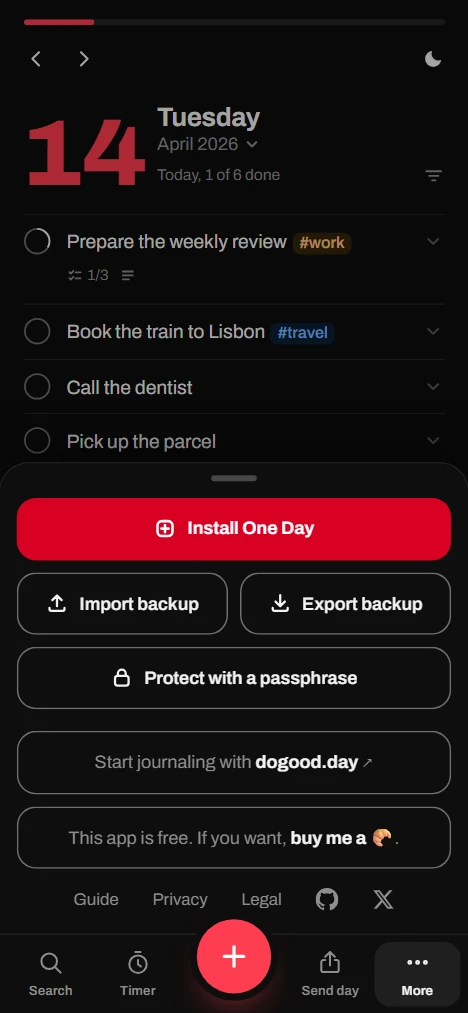 14
Tuesday
April 2026
Today, 1 of 6 done
Prepare the weekly review #work
1/3
Book the train to Lisbon #travel
Call the dentist
Pick up the parcel
Install One Day
Import backup
Export backup
Protect with a passphrase
Start journaling with dogood.day ↗
This app is free. If you want, buy me a 🥐.
Guide Privacy Legal
Search Timer Send day More